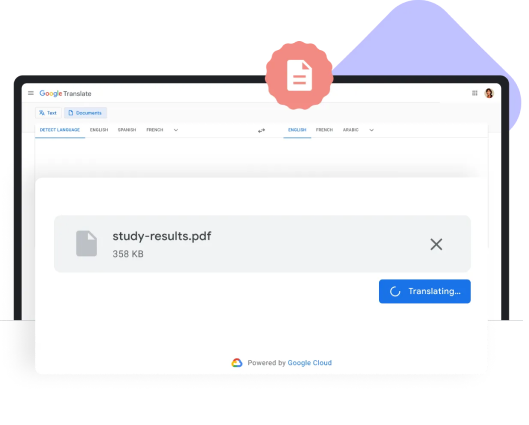 Google Translate
Text Documents
DETECT LANGUAGE ENGLISH SPANISH FRENCH ENGLISH FRENCH ARABIC
study-results.pdf
358 KB
Translating...
Powered by Google Cloud